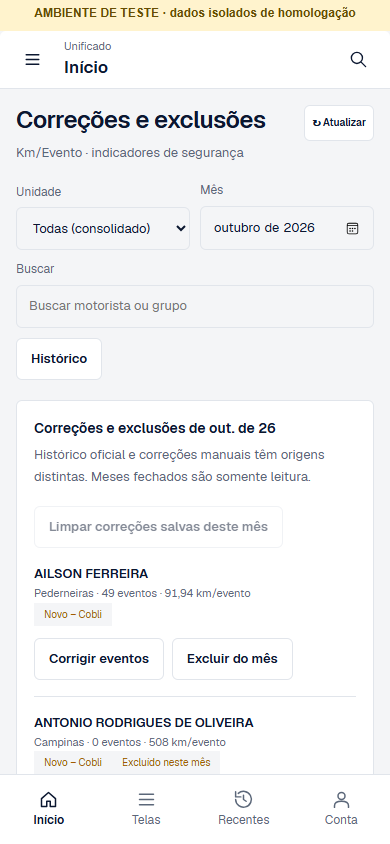 AMBIENTE DE TESTE · dados isolados de homologação
Unificado
Início
Correções e exclusões
↻ Atualizar
Km/Evento · indicadores de segurança
Unidade
Mês
Todas (consolidado)
outubro de 2026
Buscar
Buscar motorista ou grupo
Histórico
Correções e exclusões de out. de 26
Histórico oficial e correções manuais têm origens
distintas. Meses fechados são somente leitura.
Limpar correções salvas deste mês
AILSON FERREIRA
Pederneiras · 49 eventos · 91,94 km/evento
Novo – Cobli
Corrigir eventos
Excluir do mês
ANTONIO RODRIGUES DE OLIVEIRA
Campinas · 0 eventos · 508 km/evento
Novo – Cobli
Excluído neste mês
Início
Telas
Recentes
Conta